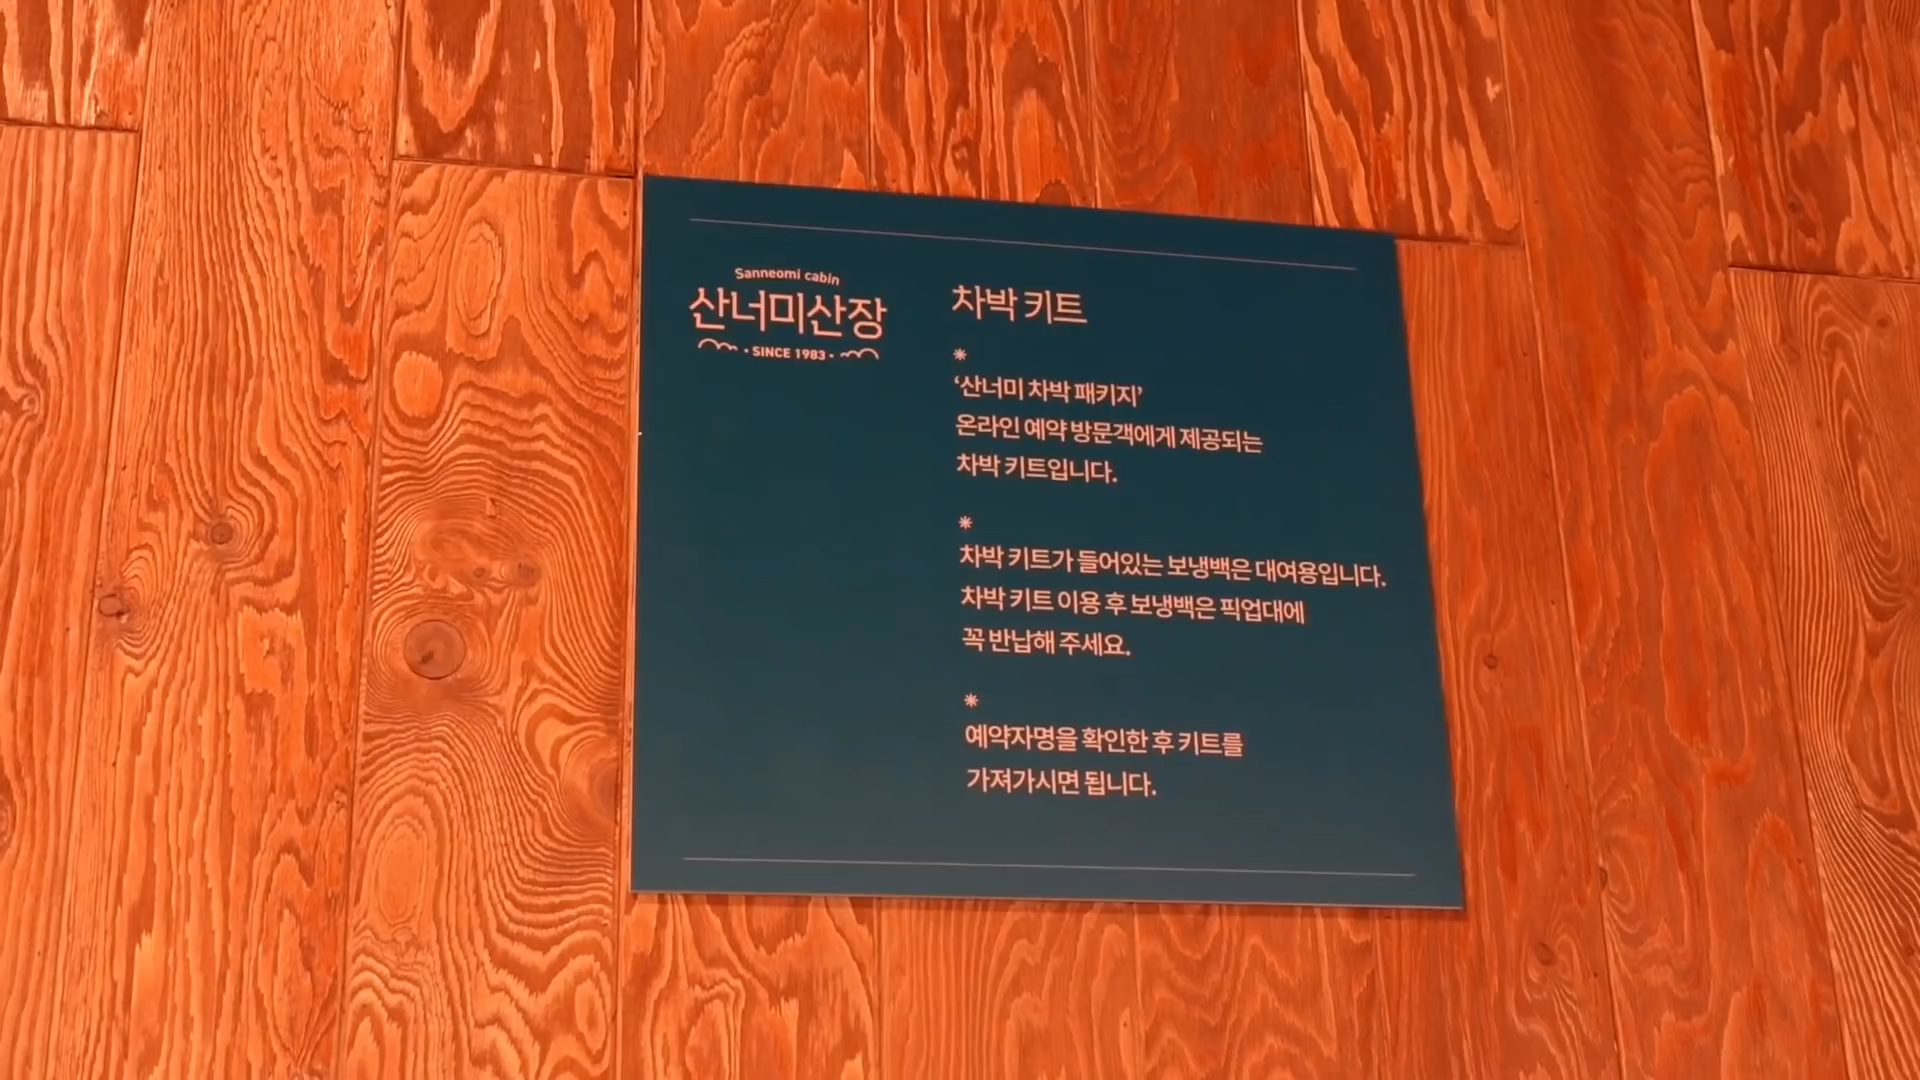 Sanneomi cabin
산너미산장
· SINCE 1983 ·
차박 키트
*
‘산너미 차박 패키지’
온라인 예약 방문객에게 제공되는
차박 키트입니다.
*
차박 키트가 들어있는 보냉백은 대여용입니다.
차박 키트 이용 후 보냉백은 픽업대에
꼭 반납해 주세요.
*
예약자명을 확인한 후 키트를
가져가시면 됩니다.